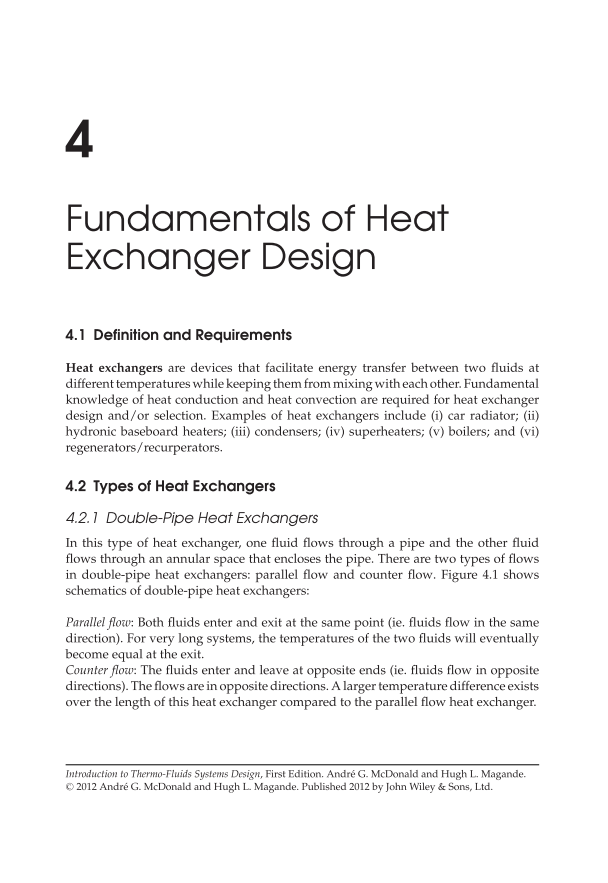 4
Fundamentals of Heat
Exchanger Design
4.1 Definition and Requirements
Heat exchangers are devices that facilitate energy transfer between two fluids at
different temperatures while keeping them from mixing with each other. Fundamental
knowledge of heat conduction and heat convection are required for heat exchanger
design and/or selection. Examples of heat exchangers include (i) car radiator; (ii)
hydronic baseboard heaters; (iii) condensers; (iv) superheaters; (v) boilers; and (vi)
regenerators/recurperators.
4.2 Types of Heat Exchangers
4.2.1 Double-Pipe Heat Exchangers
In this type of heat exchanger, one fluid flows through a pipe and the other fluid
flows through an annular space that encloses the pipe. There are two types of flows
in double-pipe heat exchangers: parallel flow and counter flow. Figure 4.1 shows
schematics of double-pipe heat exchangers:
Parallel flow: Both fluids enter and exit at the same point (ie. fluids flow in the same
direction). For very long systems, the temperatures of the two fluids will eventually
become equal at the exit.
Counter flow: The fluids enter and leave at opposite ends (ie. fluids flow in opposite
directions). The flows are in opposite directions. A larger temperature difference exists
over the length of this heat exchanger compared to the parallel flow heat exchanger.
Introduction to Thermo-Fluids Systems Design, First Edition. André G. McDonald and Hugh L. Magande.
© 2012 André G. McDonald and Hugh L. Magande. Published 2012 by John Wiley & Sons, Ltd.